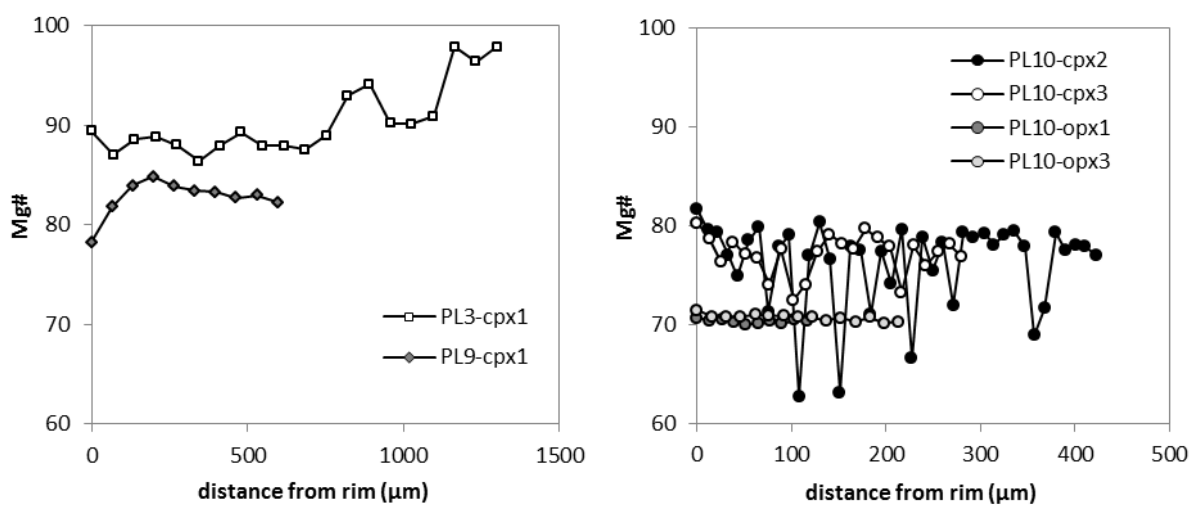 100
90
80
70
60
Mg#
0
500
1000
1500
distance from rim (µm)
PL3-cpx1
PL9-cpx1
100
90
80
70
60
Mg#
0
100
200
300
400
500
distance from rim (µm)
PL10-cpx2
PL10-cpx3
PL10-opx1
PL10-opx3